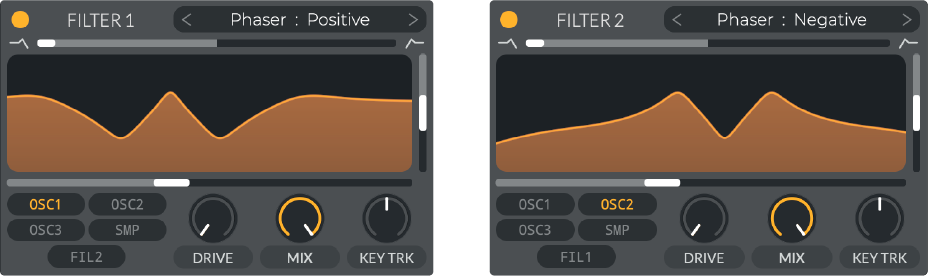 FILTER 1
Phaser : Positive
OSC1 OSC2
OSC3 SMP
FIL2
DRIVE MIX KEY TRK
FILTER 2
Phaser : Negative
OSC1 OSC2
OSC3 SMP
FIL1
DRIVE MIX KEY TRK